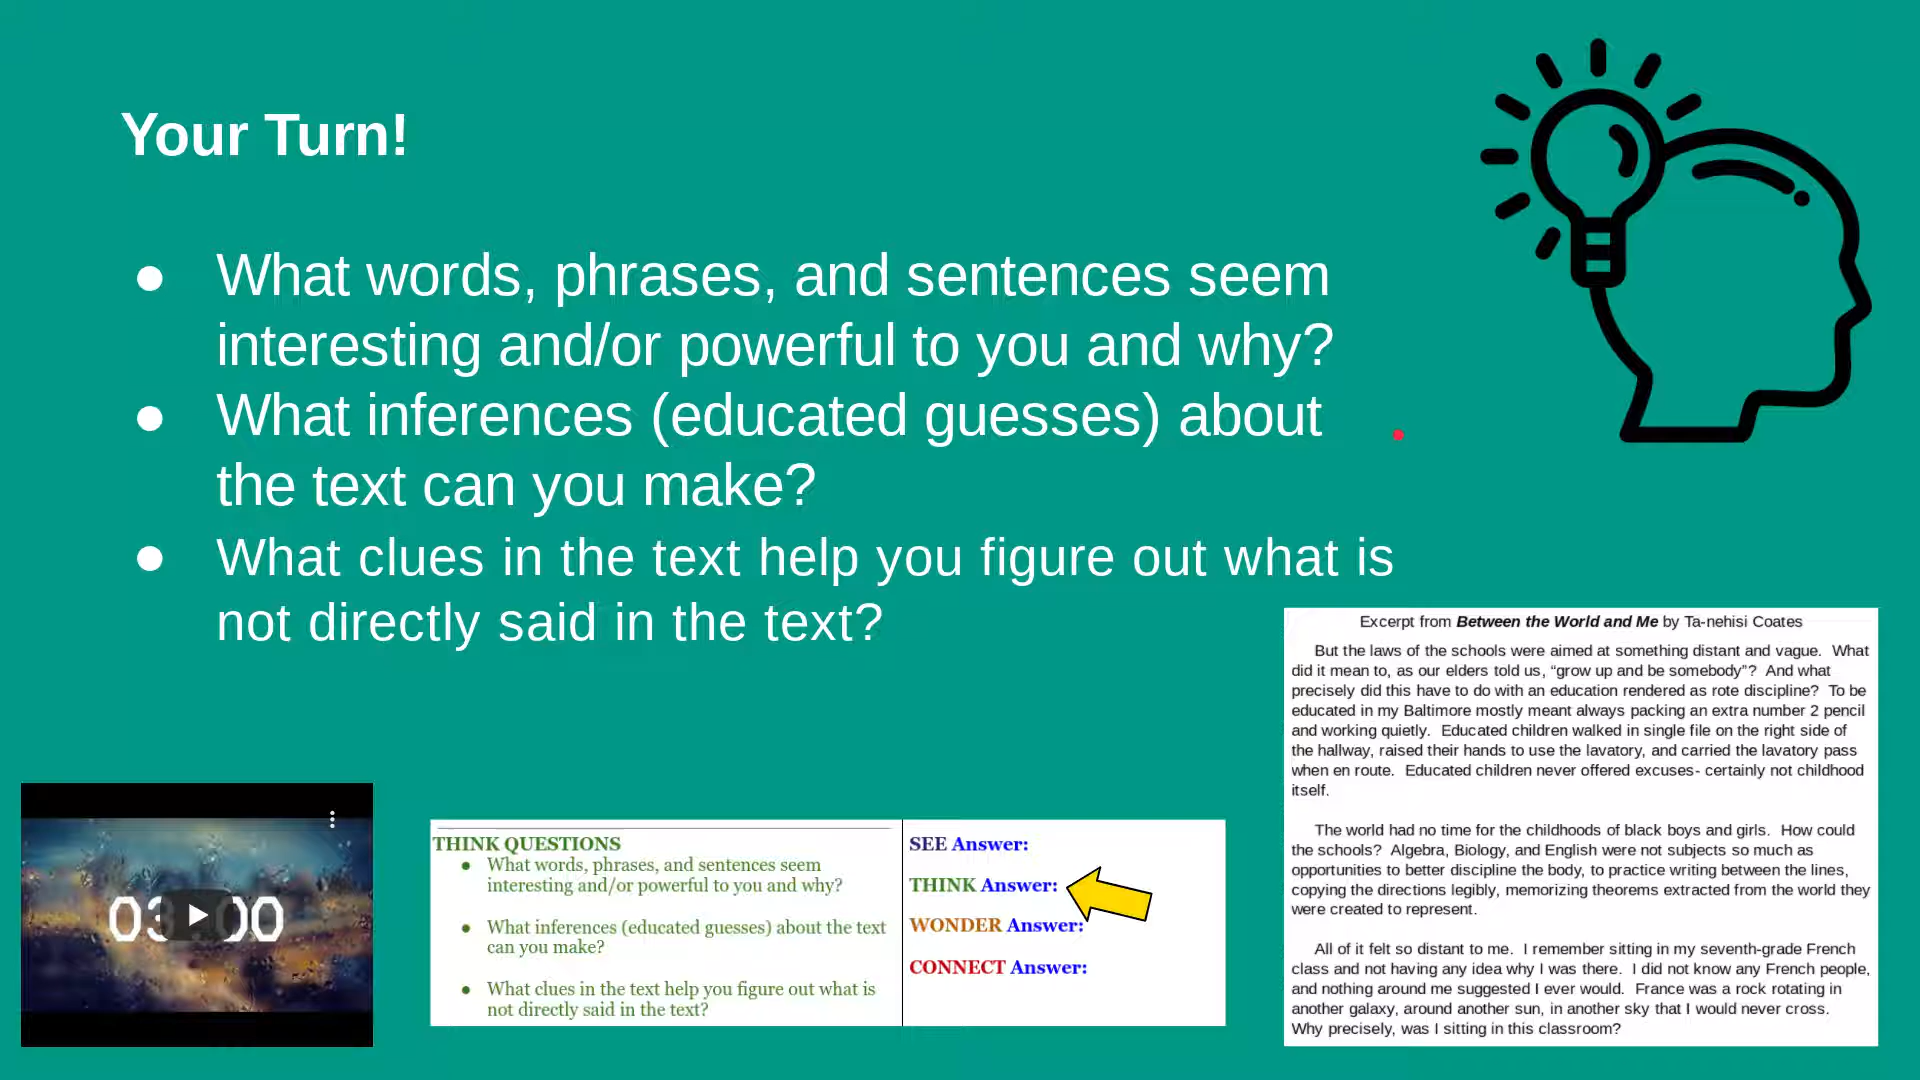 Your Turn!
● What words, phrases, and sentences seem
interesting and/or powerful to you and why?
● What inferences (educated guesses) about
the text can you make?
● What clues in the text help you figure out what is
not directly said in the text?
THINK QUESTIONS
● What words, phrases, and sentences seem
interesting and/or powerful to you and why?
● What inferences (educated guesses) about the text
can you make?
● What clues in the text help you figure out what is
not directly said in the text?
SEE Answer:
THINK Answer:
WONDER Answer:
CONNECT Answer:
Excerpt from Between the World and Me by Ta-nehisi Coates
But the laws of the schools were aimed at something distant and vague. What
did it mean to, as our elders told us, “grow up and be somebody”? And what
precisely did this have to do with an education rendered as rote discipline? To be
educated in my Baltimore mostly meant always packing an extra number 2 pencil
and working quietly. Educated children walked in single file on the right side of
the hallway, raised their hands to use the lavatory, and carried the lavatory pass
when en route. Educated children never offered excuses- certainly not childhood
itself.
The world had no time for the childhoods of black boys and girls. How could
the schools? Algebra, Biology, and English were not subjects so much as
opportunities to better discipline the body, to practice writing between the lines,
copying the directions legibly, memorizing theorems extracted from the world they
were created to represent.
All of it felt so distant to me. I remember sitting in my seventh-grade French
class and not having any idea why I was there. I did not know any French people,
and nothing around me suggested I ever would. France was a rock rotating in
another galaxy, around another sun, in another sky that I would never cross.
Why precisely, was I sitting in this classroom?